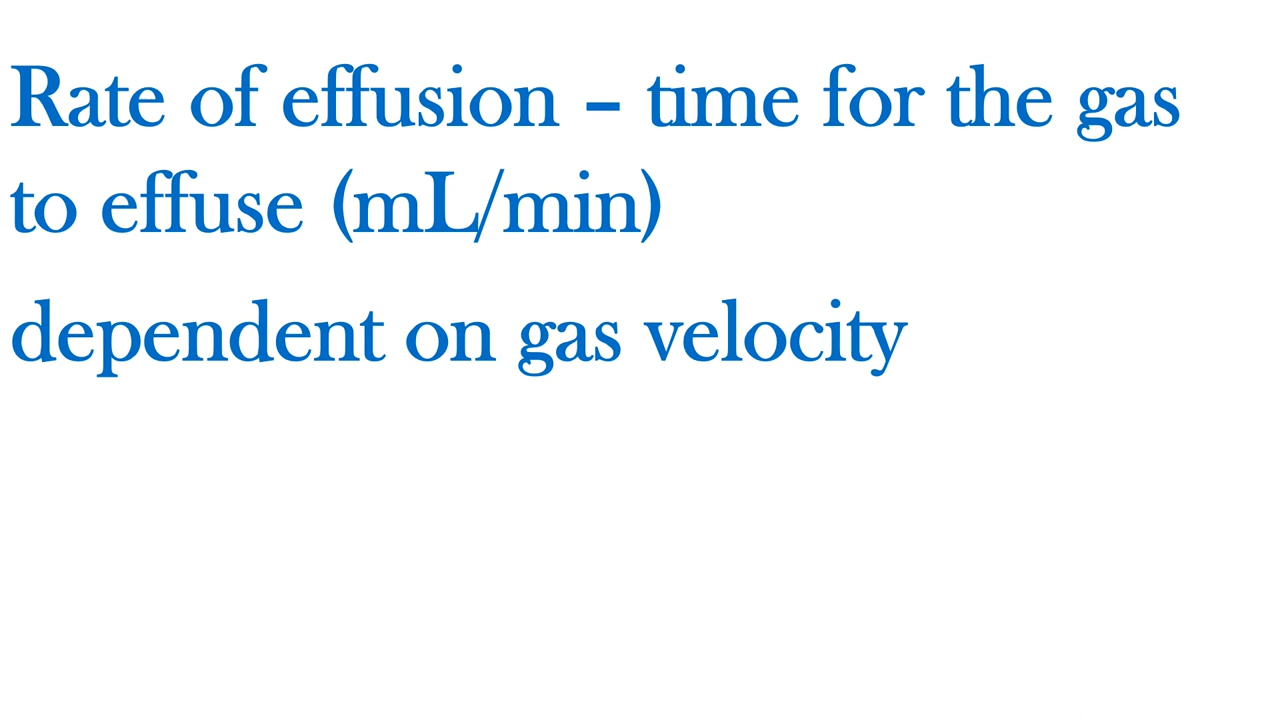 Rate of effusion – time for the gas
to effuse (mL/min)
dependent on gas velocity